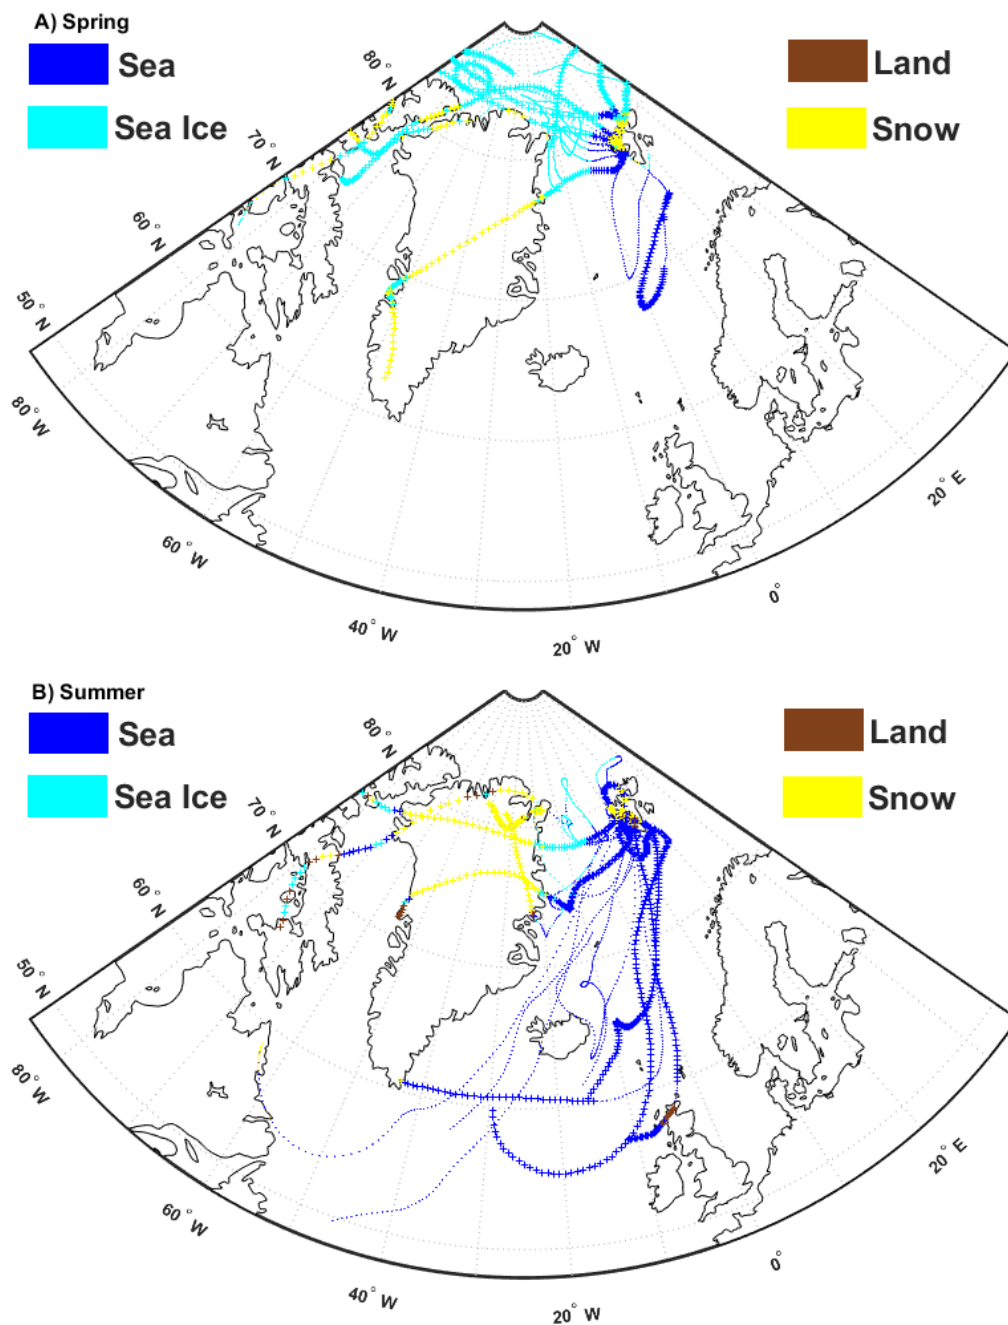 A) Spring
Sea
Land
Sea Ice
Snow
80° N
70° N
60° N
50° N
80° W
60° W
40° W
20° W
0°
20° E
B) Summer
Sea
Land
Sea Ice
Snow
80° N
70° N
60° N
50° N
80° W
60° W
40° W
20° W
0°
20° E